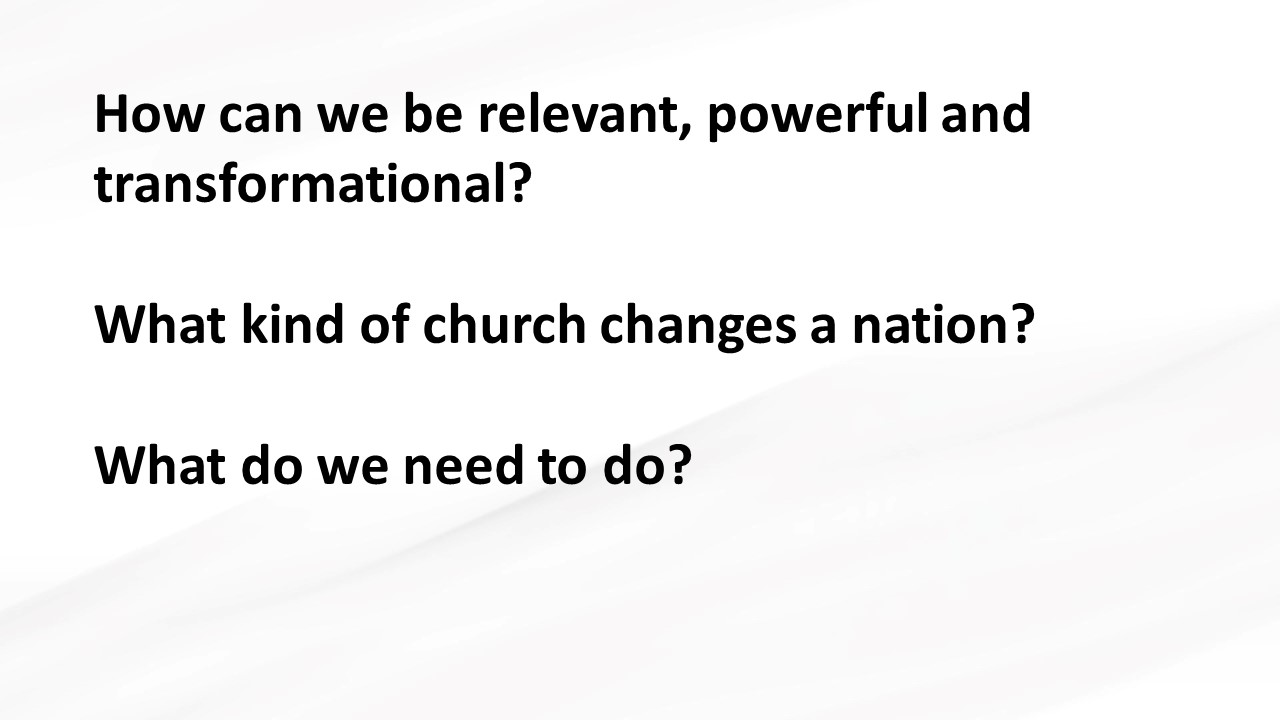 How can we be relevant, powerful and
transformational?
What kind of church changes a nation?
What do we need to do?